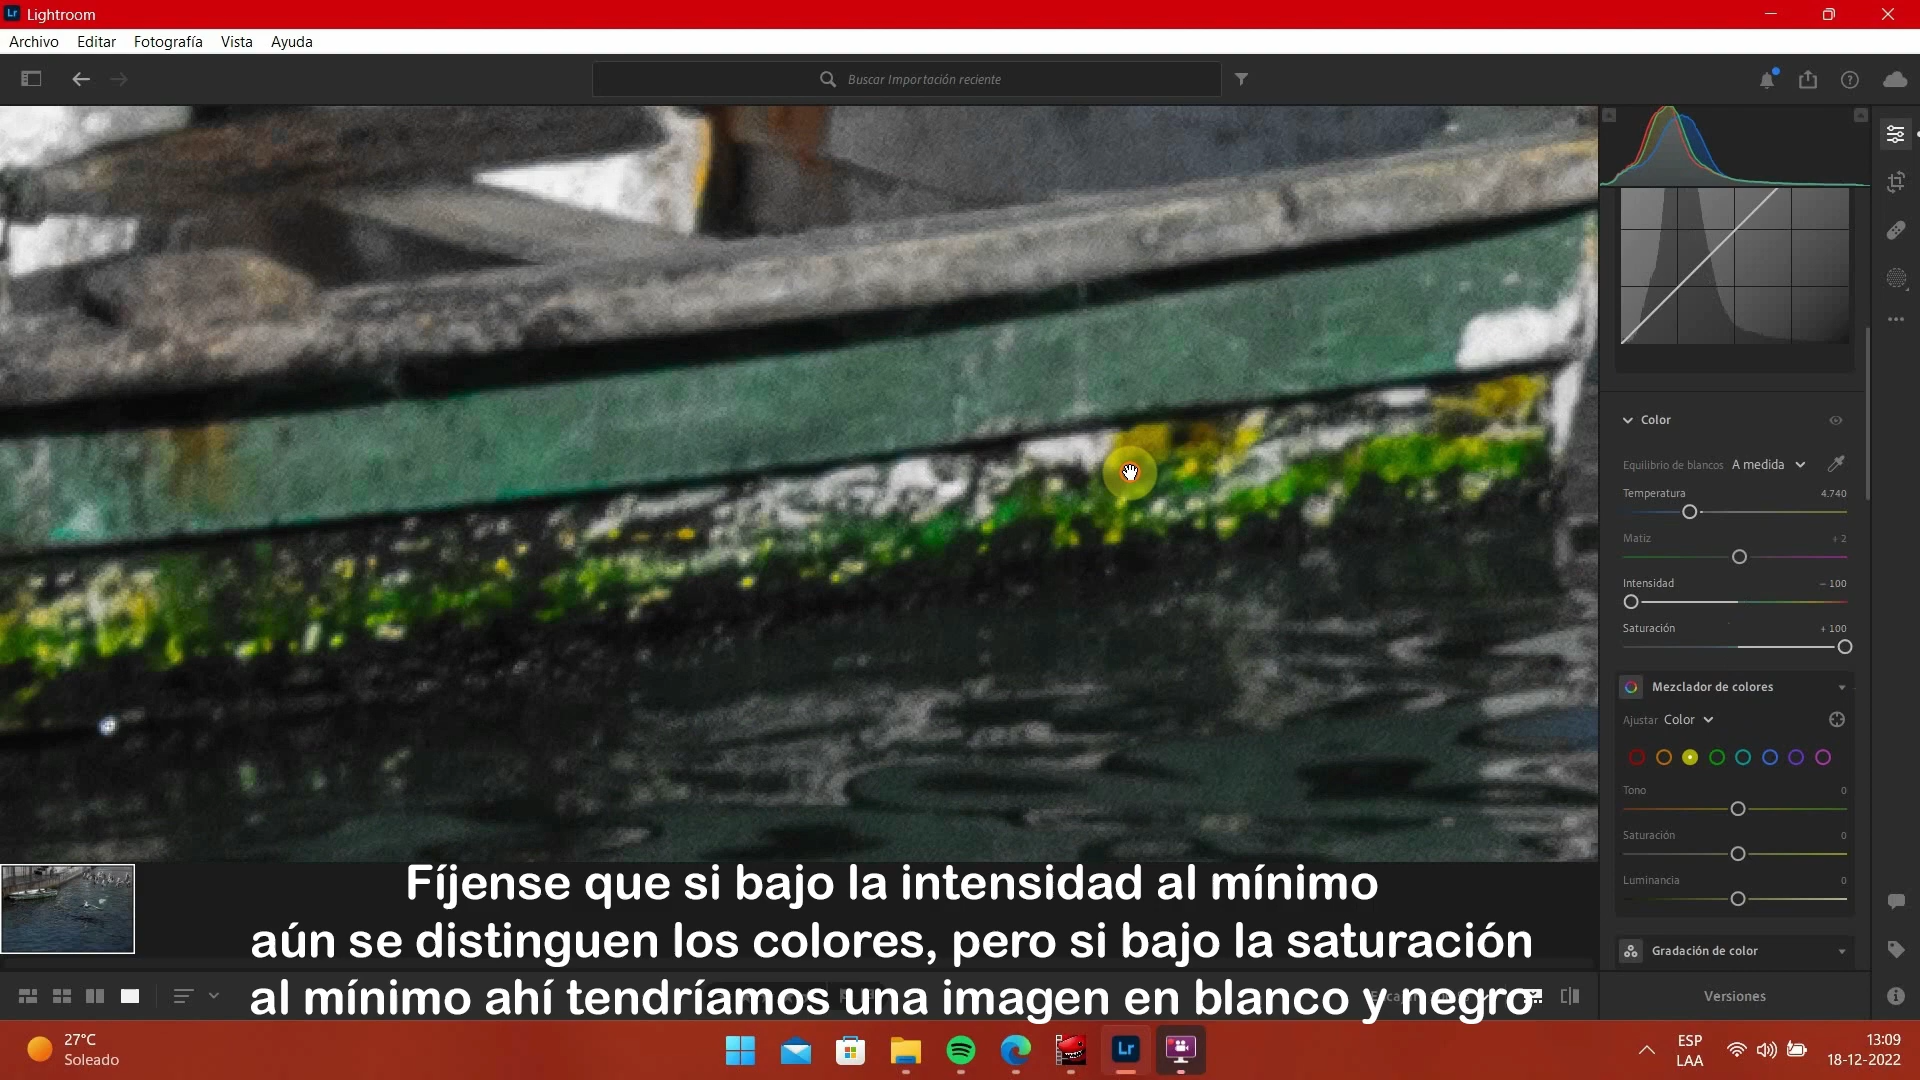 Lr Lightroom
Archivo Editar Fotografía Vista Ayuda
Buscar Importación reciente
Color
Equilibrio de blancos A medida
Temperatura 4.740
Matiz + 2
Intensidad – 100
Saturación + 100
Mezclador de colores
Ajustar Color
Tono 0
Saturación 0
Luminancia 0
Gradación de color
Versiones
Fíjense que si bajo la intensidad al mínimo
aún se distinguen los colores, pero si bajo la saturación
al mínimo ahí tendríamos una imagen en blanco y negro
27°C
Soleado
Lr
ESP
LAA
13:09
18-12-2022